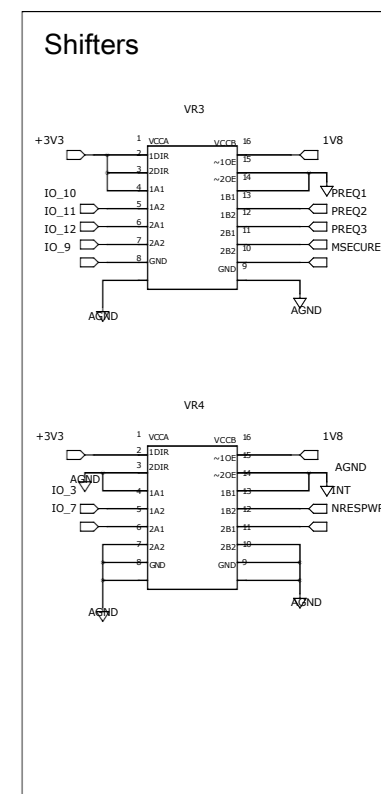 Shifters
VR3
+3V3 1 VCCA VCCB 16 1V8
2 1DIR ~1OE 15
3 2DIR ~2OE 14
IO_10 4 1A1 1B1 13 PREQ1
IO_11 5 1A2 1B2 12 PREQ2
IO_12 6 2A1 2B1 11 PREQ3
IO_9 7 2A2 2B2 10 MSECURE
8 GND GND 9
AGND AGND
VR4
+3V3 1 VCCA VCCB 16 1V8
2 1DIR ~1OE 15
3 2DIR ~2OE 14 AGND
AGND
IO_3 4 1A1 1B1 13 INT
IO_7 5 1A2 1B2 12 NRESPWR
6 2A1 2B1 11
7 2A2 2B2 10
8 GND GND 9
AGND AGND